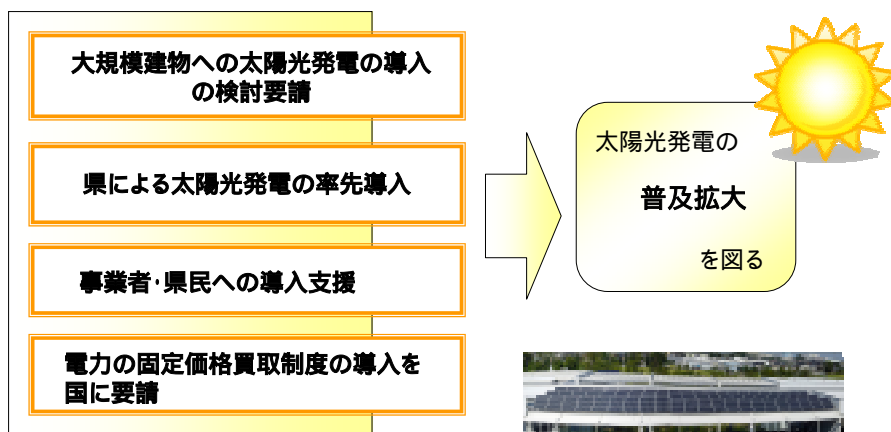 大規模建物への太陽光発電の導入
の検討要請
県による太陽光発電の率先導入
事業者・県民への導入支援
電力の固定価格買取制度の導入を
国に要請
太陽光発電の
普及拡大
を図る